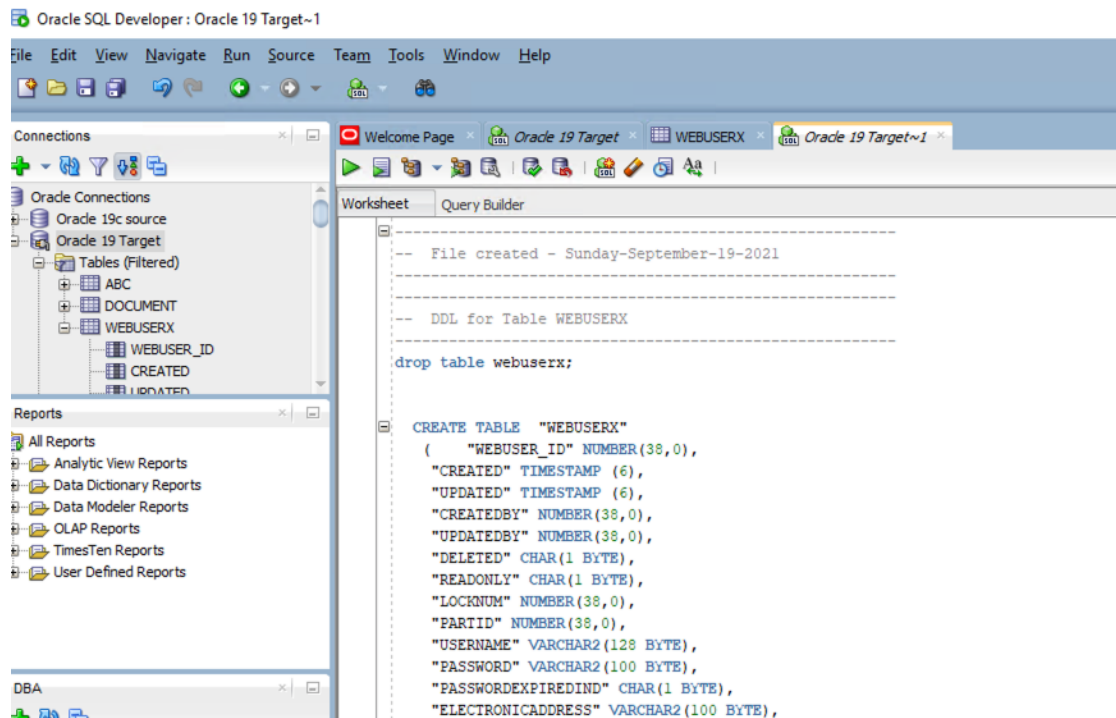 Oracle SQL Developer : Oracle 19 Target~1
File Edit View Navigate Run Source Team Tools Window Help
Connections
Oracle Connections
Oracle 19c source
Oracle 19 Target
Tables (Filtered)
ABC
DOCUMENT
WEBUSERX
WEBUSER_ID
CREATED
UPDATED
Reports
All Reports
Analytic View Reports
Data Dictionary Reports
Data Modeler Reports
OLAP Reports
TimesTen Reports
User Defined Reports
DBA
Welcome Page Oracle 19 Target WEBUSERX Oracle 19 Target~1
Worksheet Query Builder
--------------------------------------------------------
-- File created - Sunday-September-19-2021
--------------------------------------------------------
--------------------------------------------------------
-- DDL for Table WEBUSERX
--------------------------------------------------------
drop table webuserx;
CREATE TABLE "WEBUSERX"
( "WEBUSER_ID" NUMBER(38,0),
"CREATED" TIMESTAMP (6),
"UPDATED" TIMESTAMP (6),
"CREATEDBY" NUMBER(38,0),
"UPDATEDBY" NUMBER(38,0),
"DELETED" CHAR(1 BYTE),
"READONLY" CHAR(1 BYTE),
"LOCKNUM" NUMBER(38,0),
"PARTID" NUMBER(38,0),
"USERNAME" VARCHAR2(128 BYTE),
"PASSWORD" VARCHAR2(100 BYTE),
"PASSWORDEXPIREDIND" CHAR(1 BYTE),
"ELECTRONICADDRESS" VARCHAR2(100 BYTE),